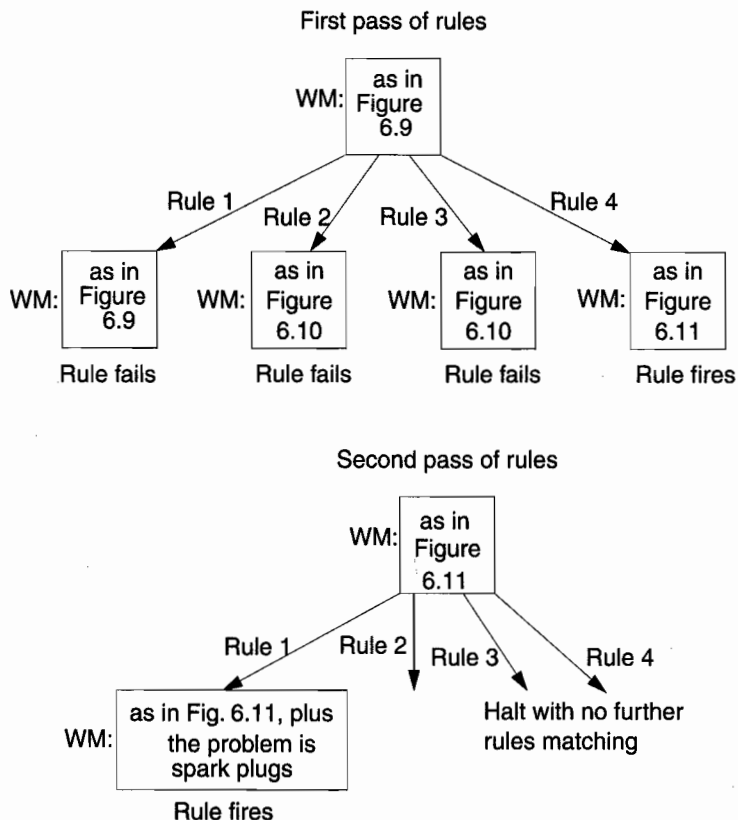 First pass of rules
WM:
as in
Figure
6.9
Rule 1
Rule 2
Rule 3
Rule 4
WM:
as in
Figure
6.9
WM:
as in
Figure
6.10
WM:
as in
Figure
6.10
WM:
as in
Figure
6.11
Rule fails
Rule fails
Rule fails
Rule fires
Second pass of rules
WM:
as in
Figure
6.11
Rule 1
Rule 2
Rule 3
Rule 4
WM:
as in Fig. 6.11, plus
the problem is
spark plugs
Halt with no further
rules matching
Rule fires